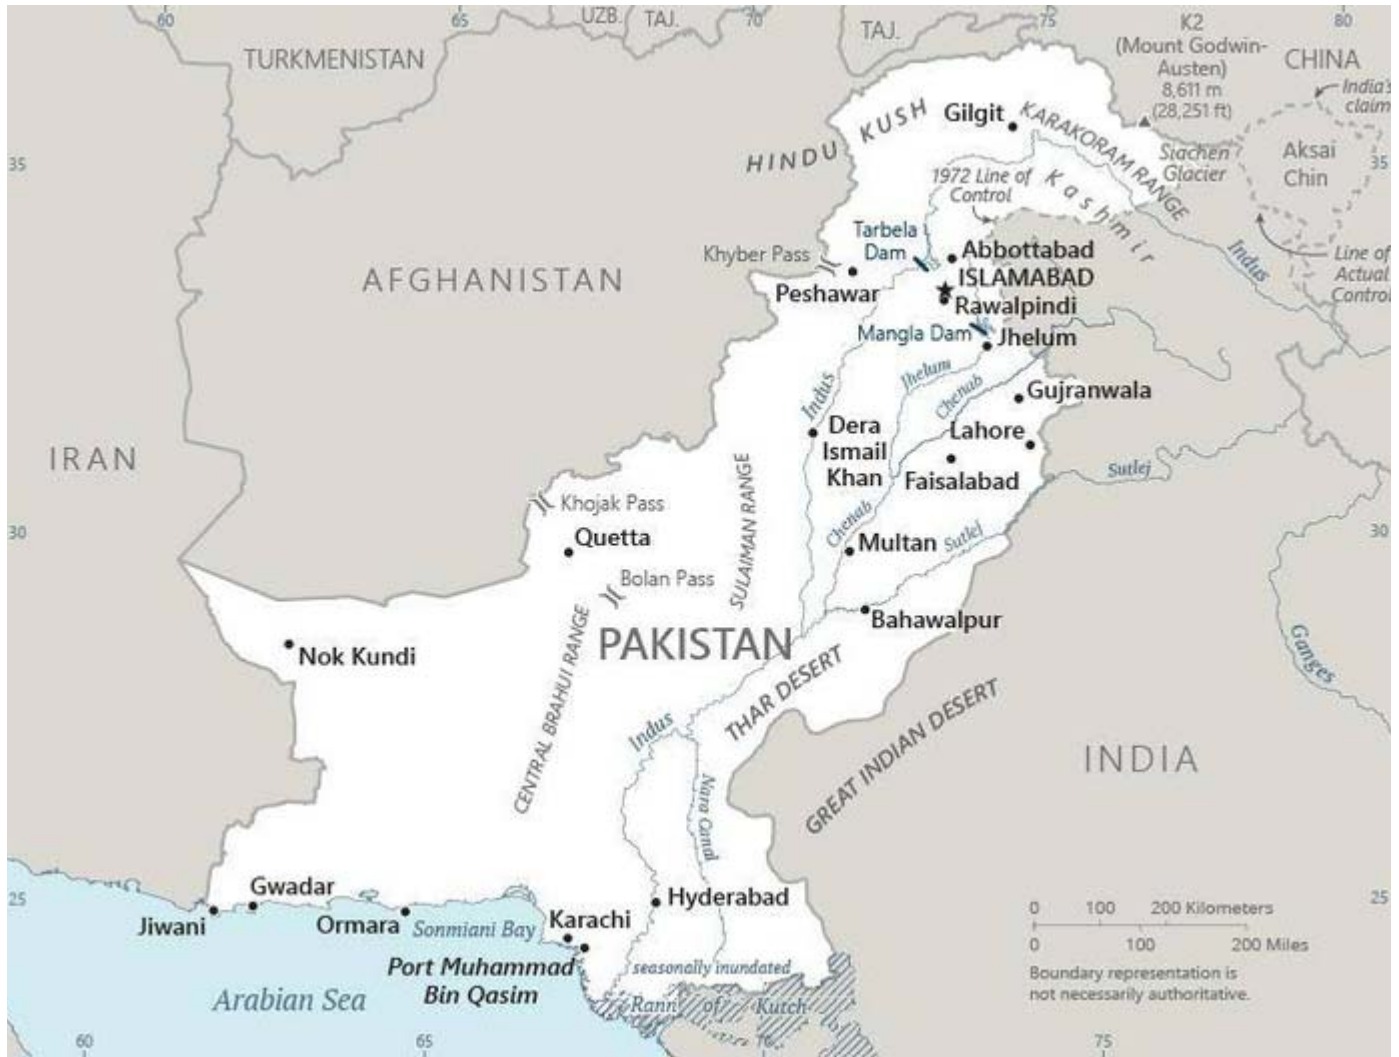 60
65
70
75
80
UZB.
TAJ.
TAJ.
TURKMENISTAN
K2
(Mount Godwin-
Austen)
8,611 m
(28,251 ft)
CHINA
India's
claim
Gilgit
HINDU KUSH
KARAKORAM RANGE
Siachen
Glacier
Aksai
Chin
35
35
1972 Line of
Control
Kashmir
Tarbela
Dam
Khyber Pass
Abbottabad
Indus
Line of
Actual
Control
AFGHANISTAN
Peshawar
ISLAMABAD
Rawalpindi
Mangla Dam
Jhelum
Jhelum
Chenab
Indus
Gujranwala
Dera
Ismail
Khan
Lahore
Faisalabad
IRAN
Sutlej
SULAIMAN RANGE
Khojak Pass
Quetta
30
30
Chenab
Multan
Sutlej
Bolan Pass
Bahawalpur
PAKISTAN
Nok Kundi
CENTRAL BRAHUI RANGE
Ganges
THAR DESERT
GREAT INDIAN DESERT
Indus
Nara Canal
INDIA
25
25
Gwadar
Jiwani
Ormara
Sonmiani Bay
Karachi
Hyderabad
Port Muhammad
Bin Qasim
seasonally inundated
Arabian Sea
Rann of Kutch
0 100 200 Kilometers
0 100 200 Miles
Boundary representation is
not necessarily authoritative.
60
65
70
75